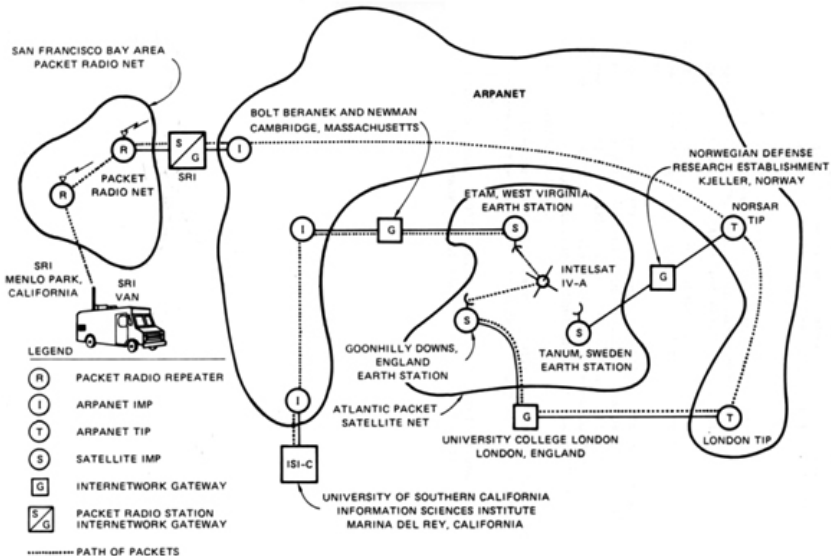 SAN FRANCISCO BAY AREA
PACKET RADIO NET
ARPANET
BOLT BERANEK AND NEWMAN
CAMBRIDGE, MASSACHUSETTS
NORWEGIAN DEFENSE
RESEARCH ESTABLISHMENT
KJELLER, NORWAY
R
S
G
I
PACKET
RADIO NET
SRI
R
ETAM, WEST VIRGINIA
EARTH STATION
NORSAR
TIP
I
G
S
T
SRI
MENLO PARK,
CALIFORNIA
SRI
VAN
INTELSAT
IV-A
G
S
S
GOONHILLY DOWNS,
ENGLAND
EARTH STATION
TANUM, SWEDEN
EARTH STATION
ATLANTIC PACKET
SATELLITE NET
I
G
T
UNIVERSITY COLLEGE LONDON
LONDON, ENGLAND
LONDON TIP
ISI-C
UNIVERSITY OF SOUTHERN CALIFORNIA
INFORMATION SCIENCES INSTITUTE
MARINA DEL REY, CALIFORNIA
LEGEND
R PACKET RADIO REPEATER
I ARPANET IMP
T ARPANET TIP
S SATELLITE IMP
G INTERNETWORK GATEWAY
S/G PACKET RADIO STATION
INTERNETWORK GATEWAY
PATH OF PACKETS